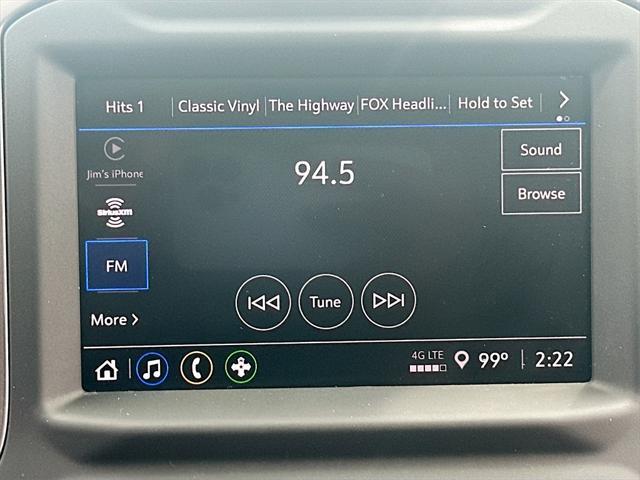 Hits 1 Classic Vinyl The Highway FOX Headli... Hold to Set
Jim's iPhone
94.5
Sound
SiriusXM
Browse
FM
Tune
More
4G LTE
99° 2:22